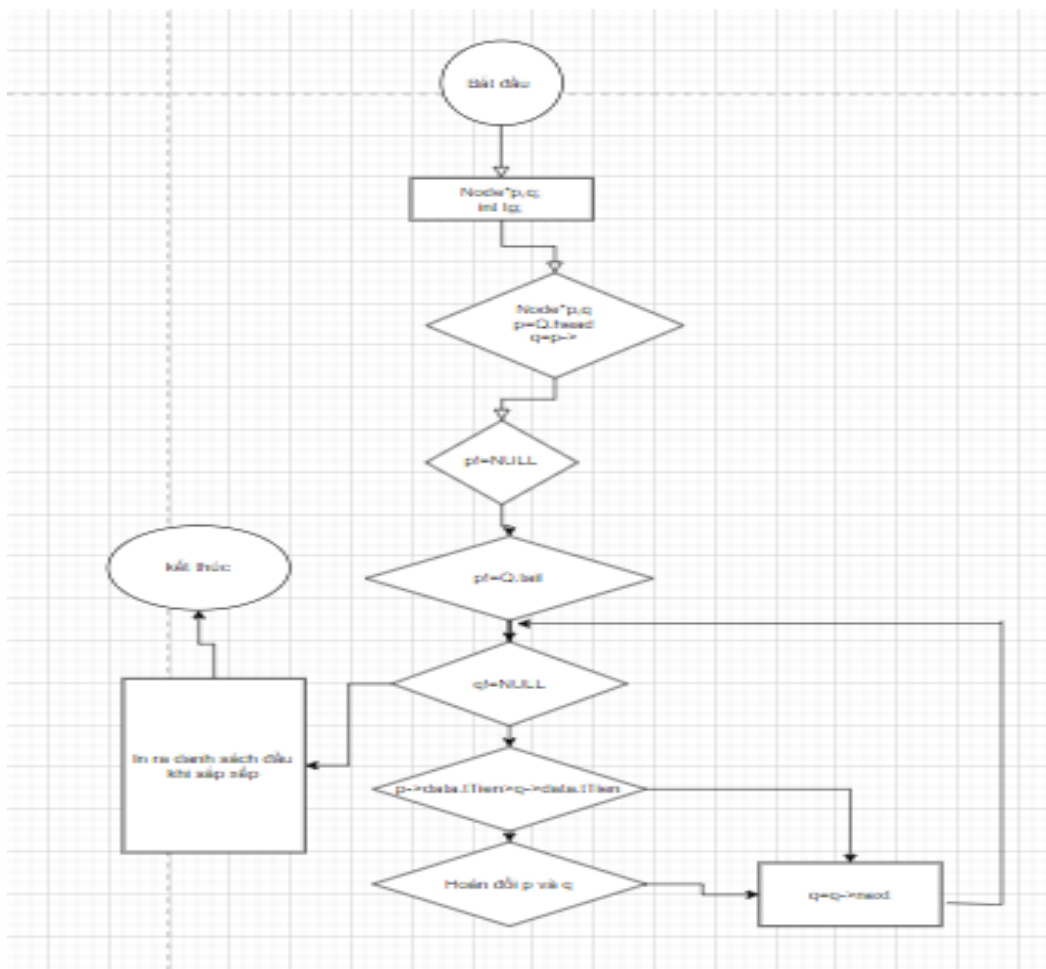 Bắt đầu
Node*p,q;
int tg;
Node*p,q
p=Q.head
q=p->
p!=NULL
kết thúc
p!=Q.tail
q!=NULL
In ra danh sách đầu
khi sáp xếp
p->data.ITien>q->data.ITien
Hoán đổi p và q
q=q->next